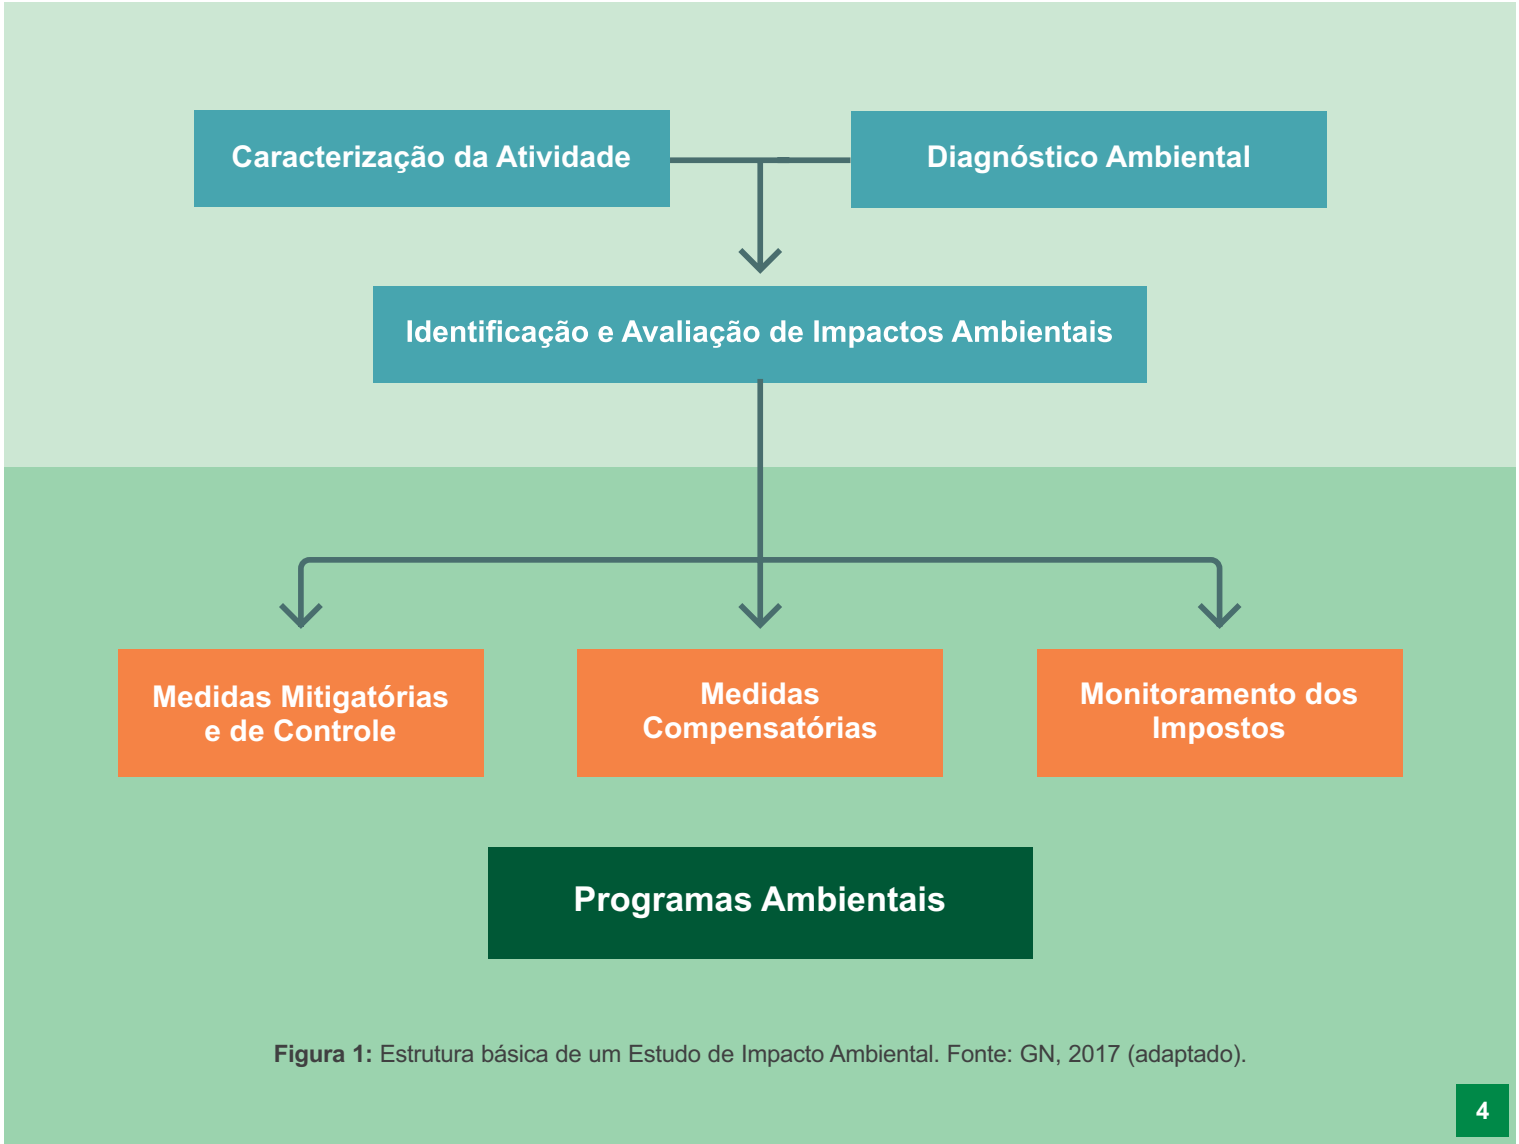 Caracterização da Atividade
Diagnóstico Ambiental
Identificação e Avaliação de Impactos Ambientais
Medidas Mitigatórias
e de Controle
Medidas
Compensatórias
Monitoramento dos
Impostos
Programas Ambientais
Figura 1: Estrutura básica de um Estudo de Impacto Ambiental. Fonte: GN, 2017 (adaptado).
4